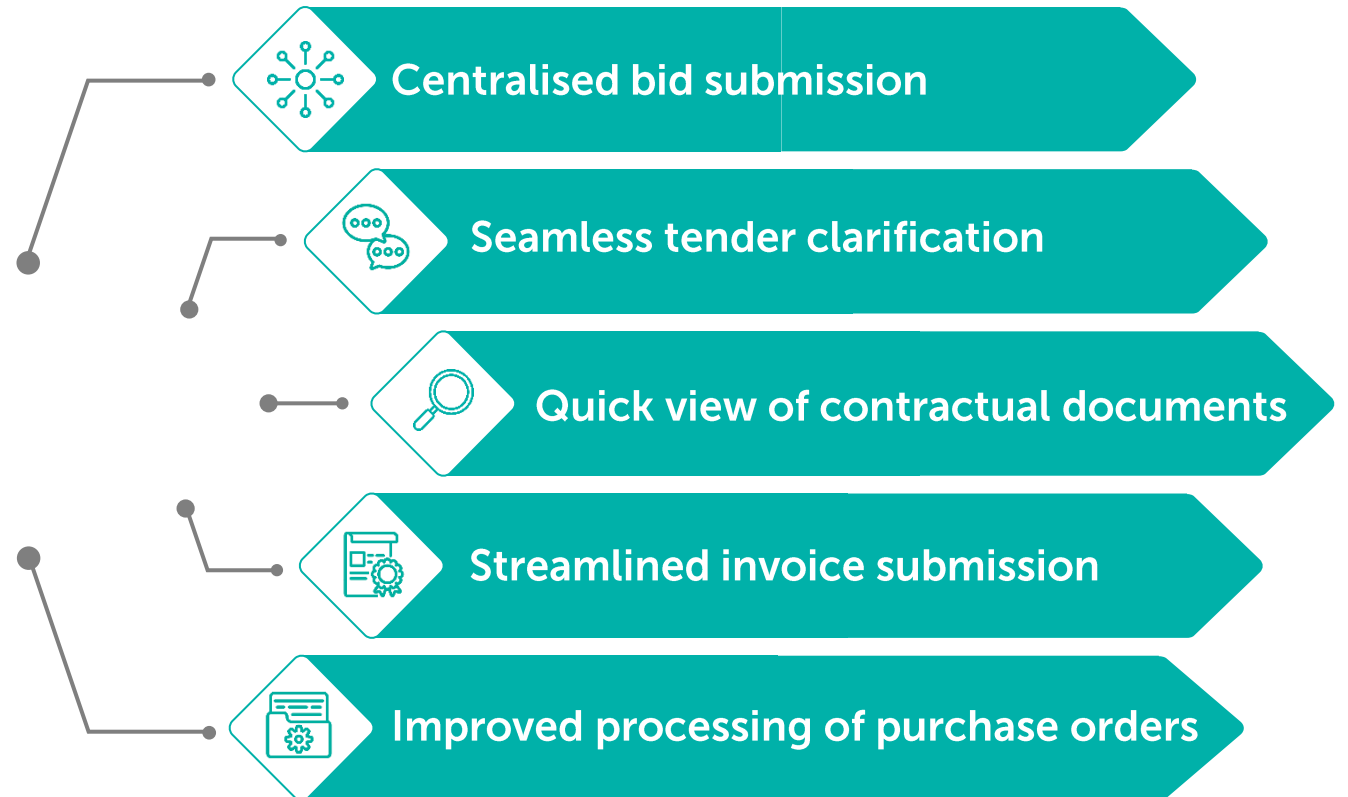 Centralised bid submission
Seamless tender clarification
Quick view of contractual documents
Streamlined invoice submission
Improved processing of purchase orders